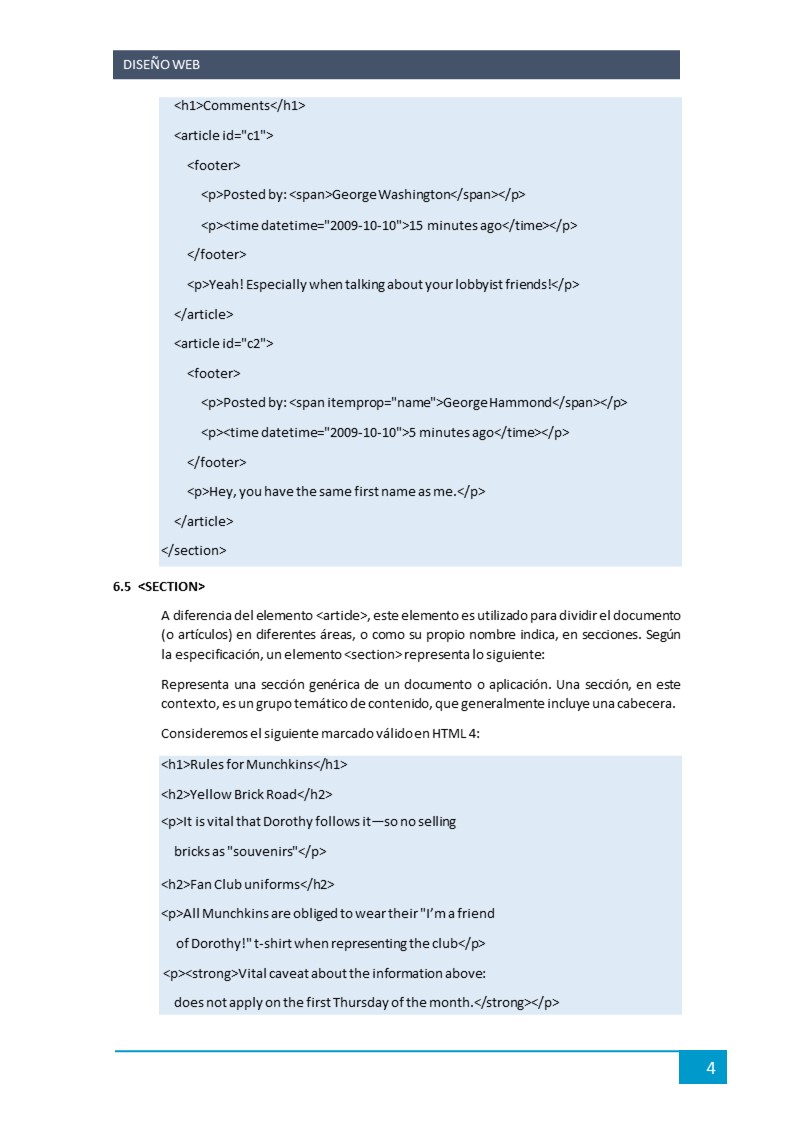 DISEÑO WEB
<h1>Comments</h1>
<article id="c1">
<footer>
<p>Posted by: <span>George Washington</span></p>
<p><time datetime="2009-10-10">15 minutes ago</time></p>
</footer>
<p>Yeah! Especially when talking about your lobbyist friends!</p>
</article>
<article id="c2">
<footer>
<p>Posted by: <span itemprop="name">George Hammond</span></p>
<p><time datetime="2009-10-10">5 minutes ago</time></p>
</footer>
<p>Hey, you have the same first name as me.</p>
</article>
</section>
6.5 <SECTION>
A diferencia del elemento <article>, este elemento es utilizado para dividir el documento
(o artículos) en diferentes áreas, o como su propio nombre indica, en secciones. Según
la especificación, un elemento <section> representa lo siguiente:
Representa una sección genérica de un documento o aplicación. Una sección, en este
contexto, es un grupo temático de contenido, que generalmente incluye una cabecera.
Consideremos el siguiente marcado válido en HTML 4:
<h1>Rules for Munchkins</h1>
<h2>Yellow Brick Road</h2>
<p>It is vital that Dorothy follows it—so no selling
bricks as "souvenirs"</p>
<h2>Fan Club uniforms</h2>
<p>All Munchkins are obliged to wear their "I’m a friend
of Dorothy!" t-shirt when representing the club</p>
<p><strong>Vital caveat about the information above:
does not apply on the first Thursday of the month.</strong></p>
4